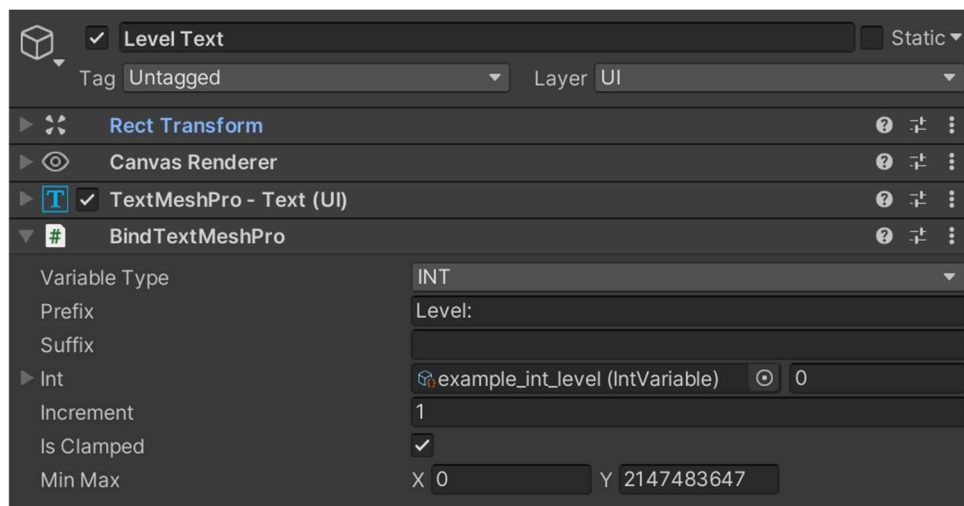 Level Text Static
Tag Untagged Layer UI
Rect Transform
Canvas Renderer
T TextMeshPro - Text (UI)
# BindTextMeshPro
Variable Type INT
Prefix Level:
Suffix
Int example_int_level (IntVariable) 0
Increment 1
Is Clamped
Min Max X 0 Y 2147483647